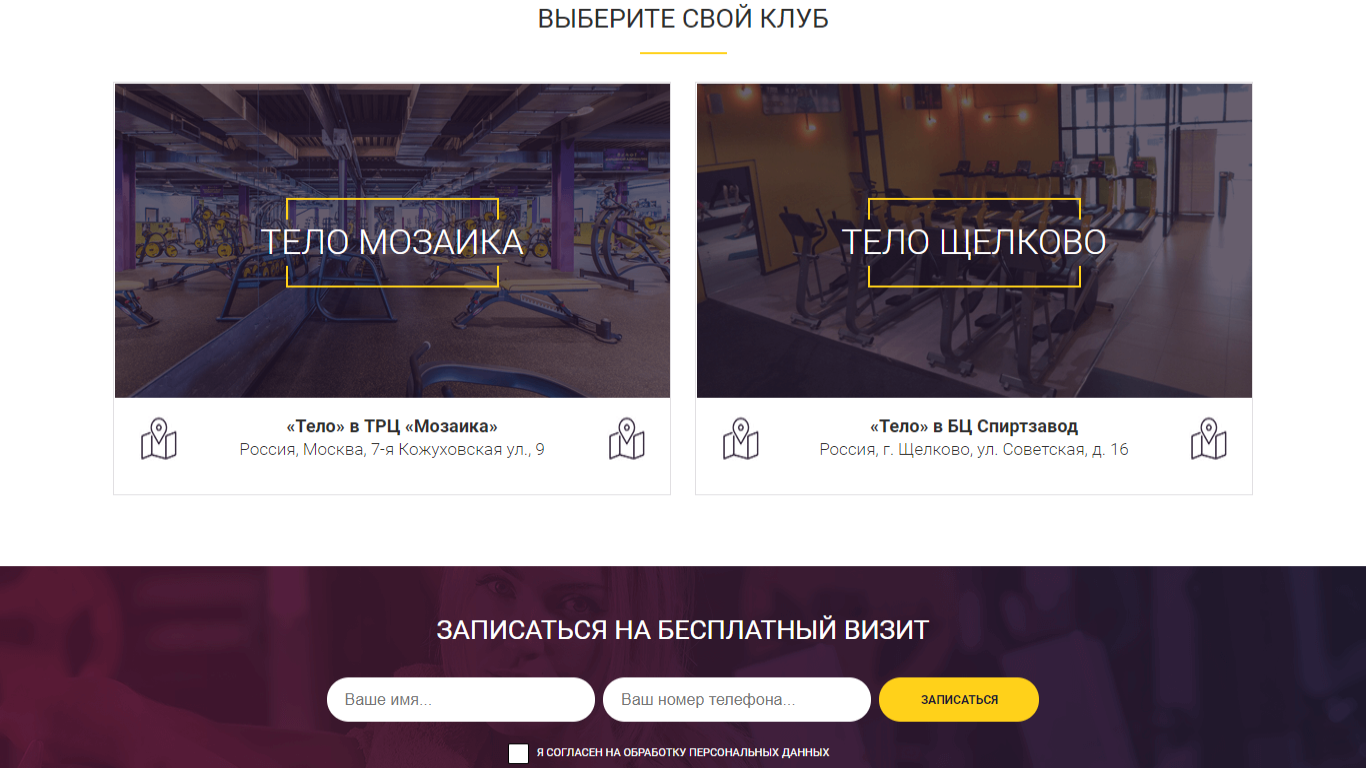 ВЫБЕРИТЕ СВОЙ КЛУБ
ТЕЛО МОЗАИКА
ТЕЛО ЩЕЛКОВО
«Тело» в ТРЦ «Мозаика»
Россия, Москва, 7-я Кожуховская ул., 9
«Тело» в БЦ Спиртзавод
Россия, г. Щелково, ул. Советская, д. 16
ЗАПИСАТЬСЯ НА БЕСПЛАТНЫЙ ВИЗИТ
Ваше имя...
Ваш номер телефона...
ЗАПИСАТЬСЯ
Я СОГЛАСЕН НА ОБРАБОТКУ ПЕРСОНАЛЬНЫХ ДАННЫХ